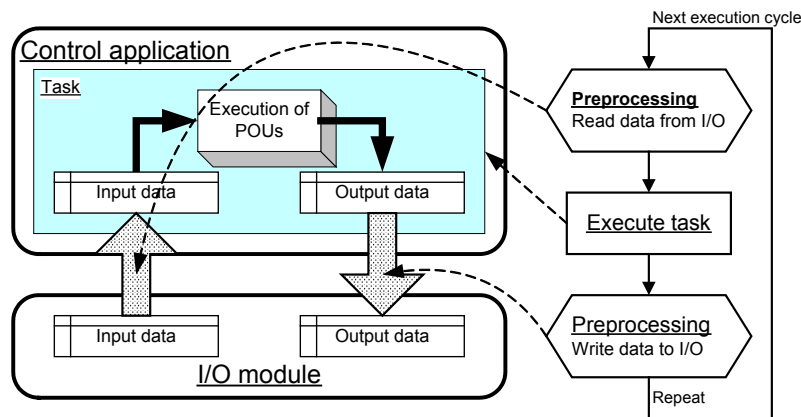 Control application
Task
Execution of
POUs
Input data
Output data
Input data
Output data
I/O module
Next execution cycle
Preprocessing
Read data from I/O
Execute task
Preprocessing
Write data to I/O
Repeat